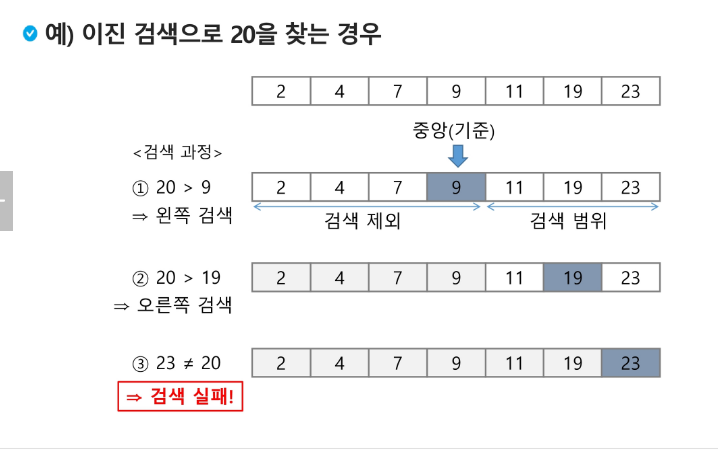 예) 이진 검색으로 20을 찾는 경우
2 4 7 9 11 19 23
중앙(기준)
<검색 과정>
① 20 > 9
2 4 7 9 11 19 23
⇒ 왼쪽 검색
검색 제외 검색 범위
② 20 > 19
2 4 7 9 11 19 23
⇒ 오른쪽 검색
③ 23 ≠ 20
2 4 7 9 11 19 23
⇒ 검색 실패!